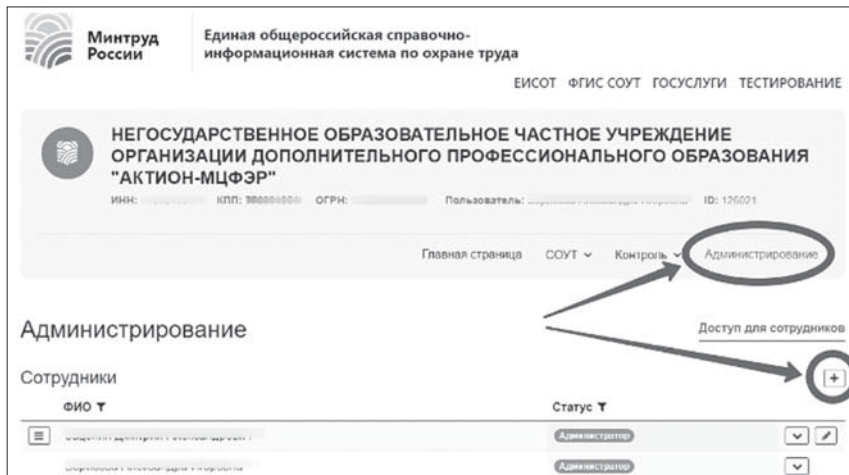 Минтруд
России
Единая общероссийская справочно-
информационная система по охране труда
ЕИСОТ ФГИС СОУТ ГОСУСЛУГИ ТЕСТИРОВАНИЕ
НЕГОСУДАРСТВЕННОЕ ОБРАЗОВАТЕЛЬНОЕ ЧАСТНОЕ УЧРЕЖДЕНИЕ
ОРГАНИЗАЦИИ ДОПОЛНИТЕЛЬНОГО ПРОФЕССИОНАЛЬНОГО ОБРАЗОВАНИЯ
"АКТИОН-МЦФЭР"
ИНН: КПП: ОГРН: Пользователь: ID: 126021
Главная страница СОУТ Контроль Администрирование
Администрирование
Доступ для сотрудников
Сотрудники
+
ФИО Статус
Администратор
Администратор